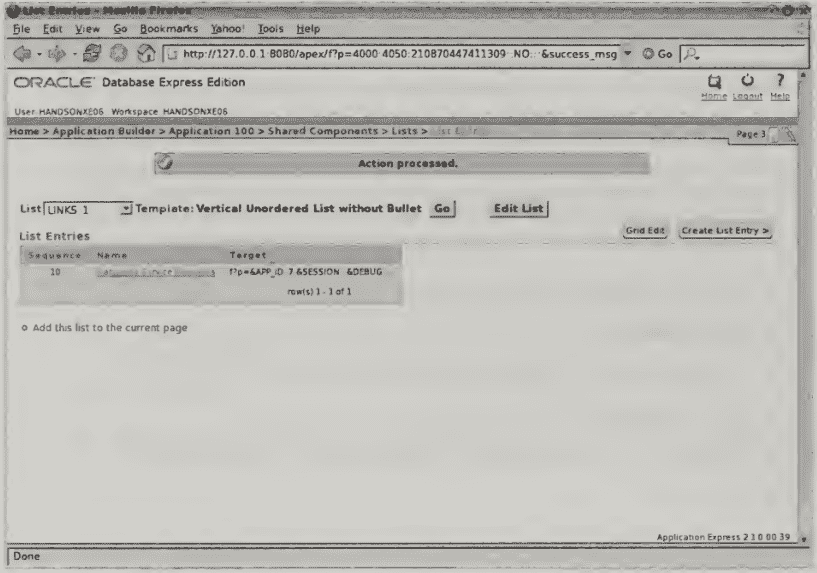 List Entries - Mozilla Firefox
File Edit View Go Bookmarks Yahoo! Tools Help
http://127.0.0.1:8080/apex/f?p=4000:4050:210870447411309::NO:::&success_msg Go
ORACLE Database Express Edition
Home Logout Help
User: HANDSONXE06 Workspace: HANDSONXE06
Home > Application Builder > Application 100 > Shared Components > Lists >
Page 3
Action processed.
List LINKS 1 Template: Vertical Unordered List without Bullet Go Edit List
List Entries
Grid Edit Create List Entry >
Sequence Name Target
10 f?p=&APP_ID 7 &SESSION &DEBUG
row(s) 1 - 1 of 1
Add this list to the current page
Application Express 2.1.0.00.39
Done